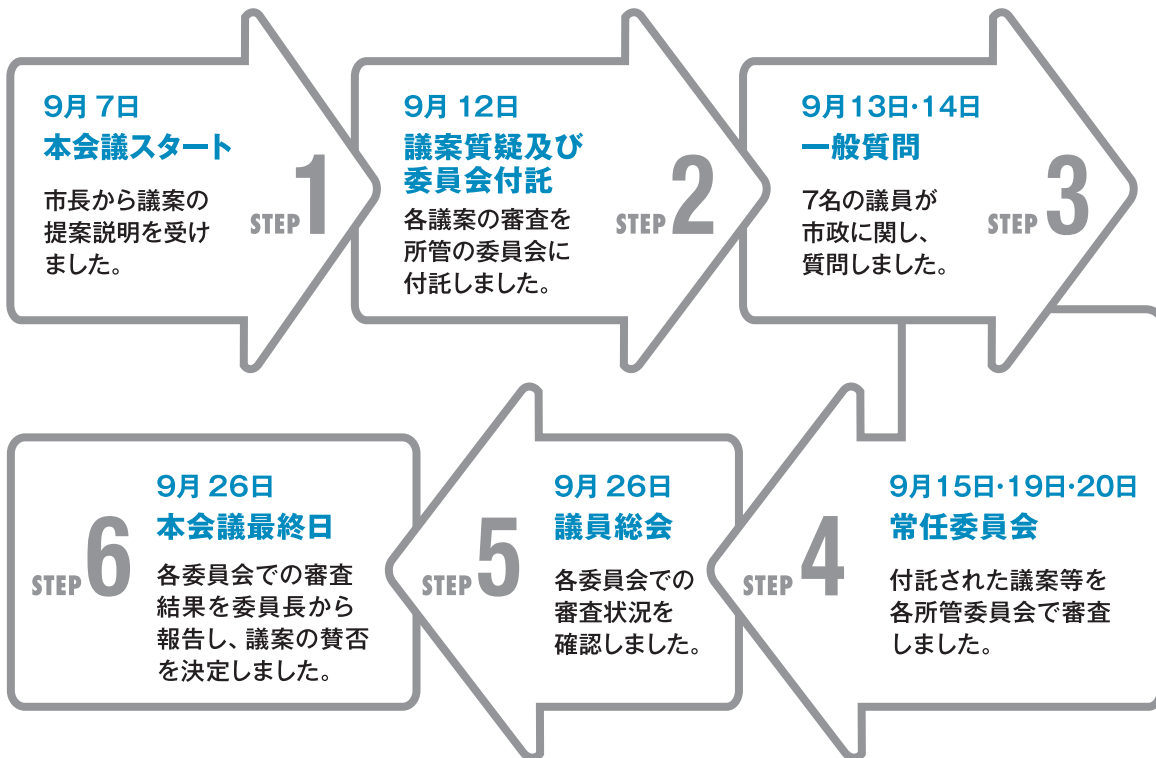 9月 7日
本会議スタート
市長から議案の
提案説明を受け
ました。
STEP 1
9月 12日
議案質疑及び
委員会付託
各議案の審査を
所管の委員会に
付託しました。
STEP 2
9月13日・14日
一般質問
7名の議員が
市政に関し、
質問しました。
STEP 3
9月15日・19日・20日
常任委員会
付託された議案等を
各所管委員会で審査
しました。
STEP 4
9月 26日
議員総会
各委員会での
審査状況を
確認しました。
STEP 5
9月 26日
本会議最終日
各委員会での審査
結果を委員長から
報告し、議案の賛否
を決定しました。
STEP 6